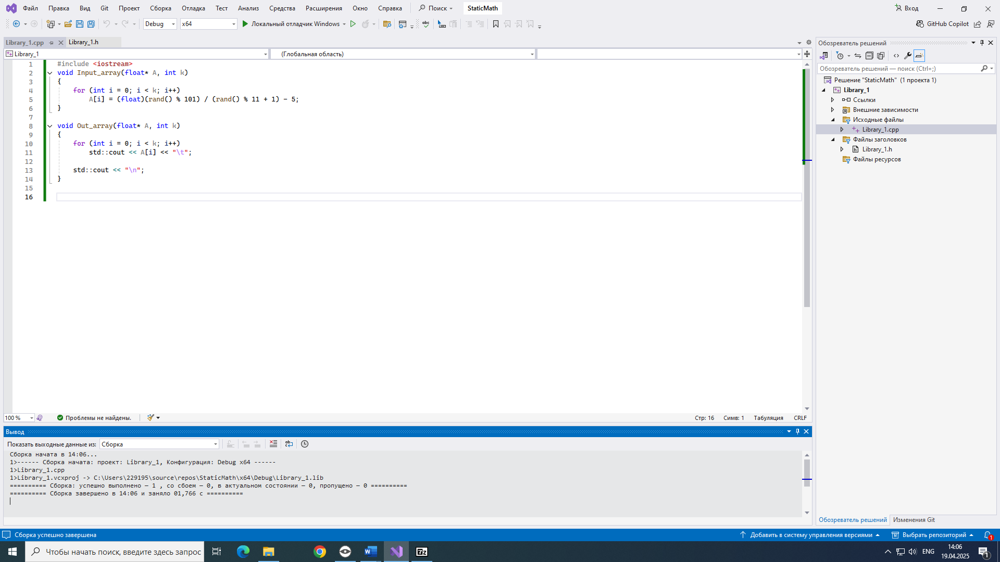 Файл Правка Вид Git Проект Сборка Отладка Тест Анализ Средства Расширения Окно Справка Поиск StaticMath Вход
Debug x64 Локальный отладчик Windows GitHub Copilot
Library_1.cpp Library_1.h
Library_1 (Глобальная область)
1 #include <iostream>
2 void Input_array(float* A, int k)
3 {
4 for (int i = 0; i < k; i++)
5 A[i] = (float)(rand() % 101) / (rand() % 11 + 1) - 5;
6 }
7
8 void Out_array(float* A, int k)
9 {
10 for (int i = 0; i < k; i++)
11 std::cout << A[i] << "\t";
12
13 std::cout << "\n";
14 }
15
16
100 % Проблемы не найдены. Стр: 16 Симв: 1 Табуляция CRLF
Вывод
Показать выходные данные из: Сборка
Сборка начата в 14:06...
1>------ Сборка начата: проект: Library_1, Конфигурация: Debug x64 ------
1>Library_1.cpp
1>Library_1.vcxproj -> C:\Users\229195\source\repos\StaticMath\x64\Debug\Library_1.lib
========== Сборка: успешно выполнено — 1 , со сбоем — 0, в актуальном состоянии — 0, пропущено — 0 ==========
========== Сборка завершено в 14:06 и заняло 01,766 с ==========
Обозреватель решений
Обозреватель решений — поиск (Ctrl+;)
Решение "StaticMath" (1 проекта 1)
Library_1
Ссылки
Внешние зависимости
Исходные файлы
Library_1.cpp
Файлы заголовков
Library_1.h
Файлы ресурсов
Обозреватель решений Изменения Git
Сборка успешно завершена Добавить в систему управления версиями Выбрать репозиторий 1
Чтобы начать поиск, введите здесь запрос ENG 14:06
19.04.2025 1